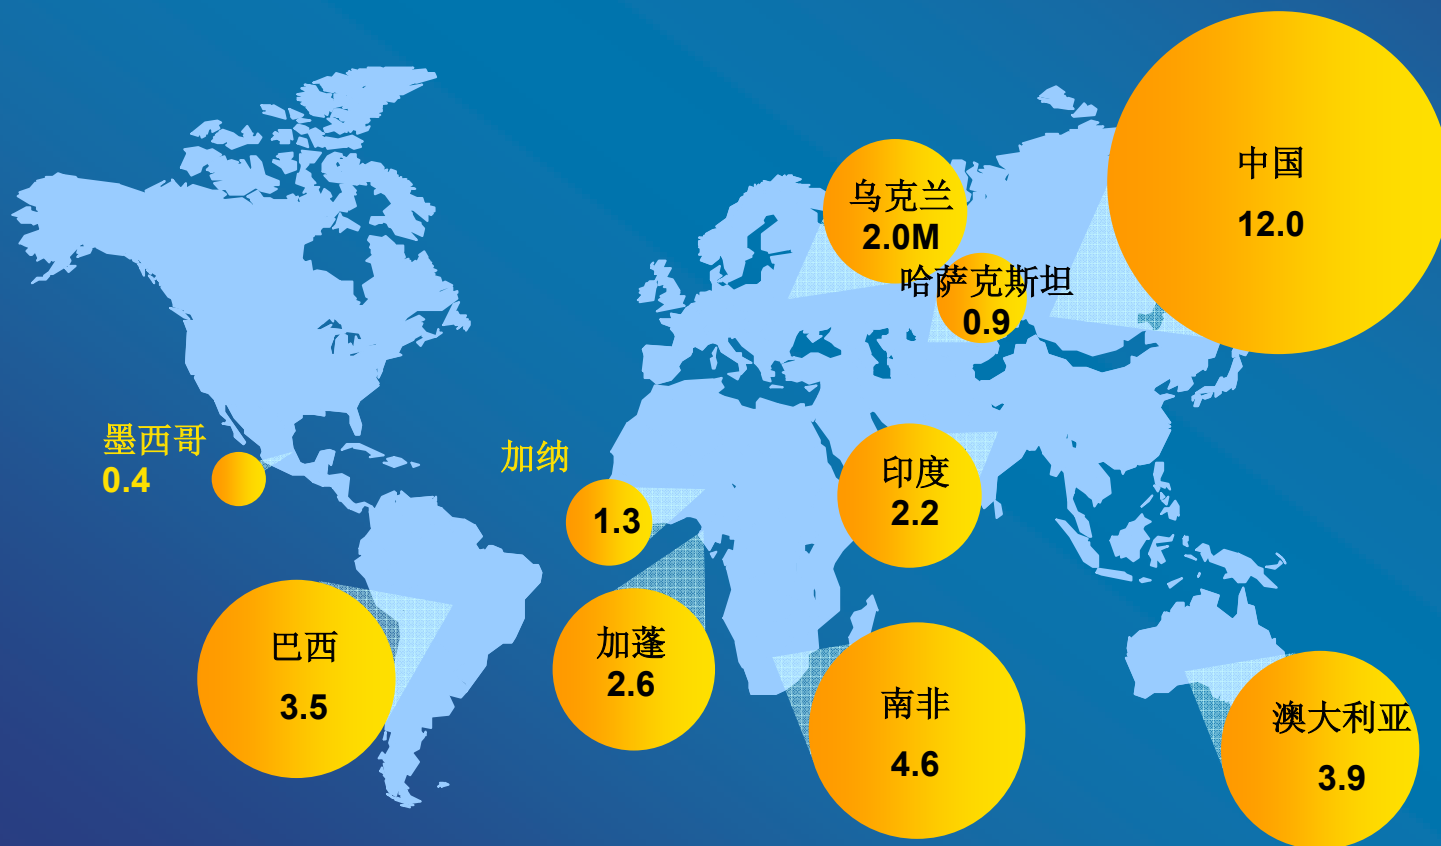 中国
12.0
乌克兰
2.0M
哈萨克斯坦
0.9
墨西哥
0.4
加纳
1.3
印度
2.2
巴西
3.5
加蓬
2.6
南非
4.6
澳大利亚
3.9